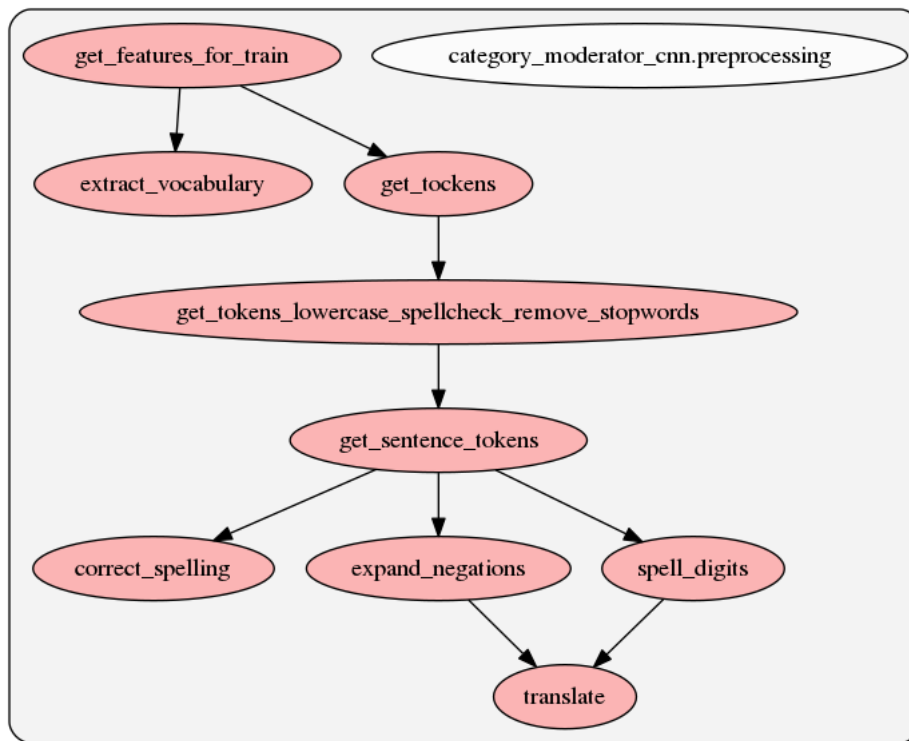 get_features_for_train
category_moderator_cnn.preprocessing
extract_vocabulary
get_tockens
get_tokens_lowercase_spellcheck_remove_stopwords
get_sentence_tokens
correct_spelling
expand_negations
spell_digits
translate